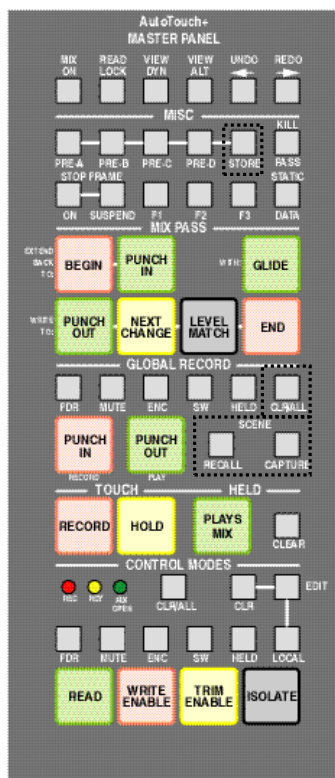 AutoTouch+
MASTER PANEL
MIX ON READ LOCK VIEW DYN VIEW ALT UNDO REDO
MISC
KILL
PRE-A PRE-B PRE-C PRE-D STORE PASS
STOP FRAME STATIC
ON SUSPEND F1 F2 F3 DATA
MIX PASS
EXTEND BACK TO: BEGIN PUNCH IN WITH: GLIDE
WRITE TO: PUNCH OUT NEXT CHANGE LEVEL MATCH END
GLOBAL RECORD
FDR MUTE ENC SW HELD CLR/ALL
SCENE
PUNCH IN PUNCH OUT RECALL CAPTURE
RECORD PLAY
TOUCH HELD
RECORD HOLD PLAYS MIX CLEAR
CONTROL MODES
REC RDY MIX OPEN CLR/ALL CLR EDIT
FDR MUTE ENC SW HELD LOCAL
READ WRITE ENABLE TRIM ENABLE ISOLATE